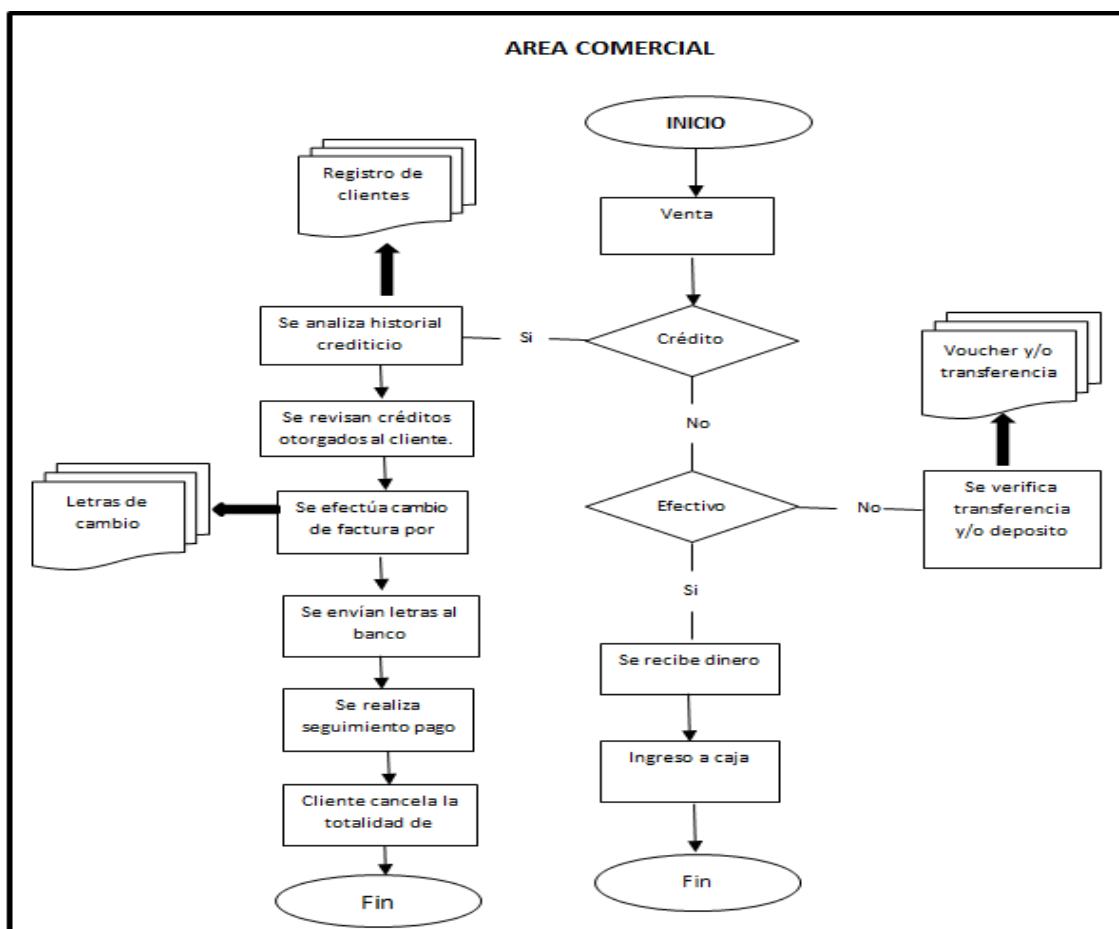 AREA COMERCIAL
INICIO
Registro de
clientes
Venta
Se analiza historial
crediticio
Si
Crédito
Voucher y/o
transferencia
Se revisan créditos
otorgados al cliente.
No
Letras de
cambio
Se efectúa cambio
de factura por
Efectivo
No
Se verifica
transferencia
y/o deposito
Si
Se envían letras al
banco
Se recibe dinero
Se realiza
seguimiento pago
Ingreso a caja
Cliente cancela la
totalidad de
Fin
Fin